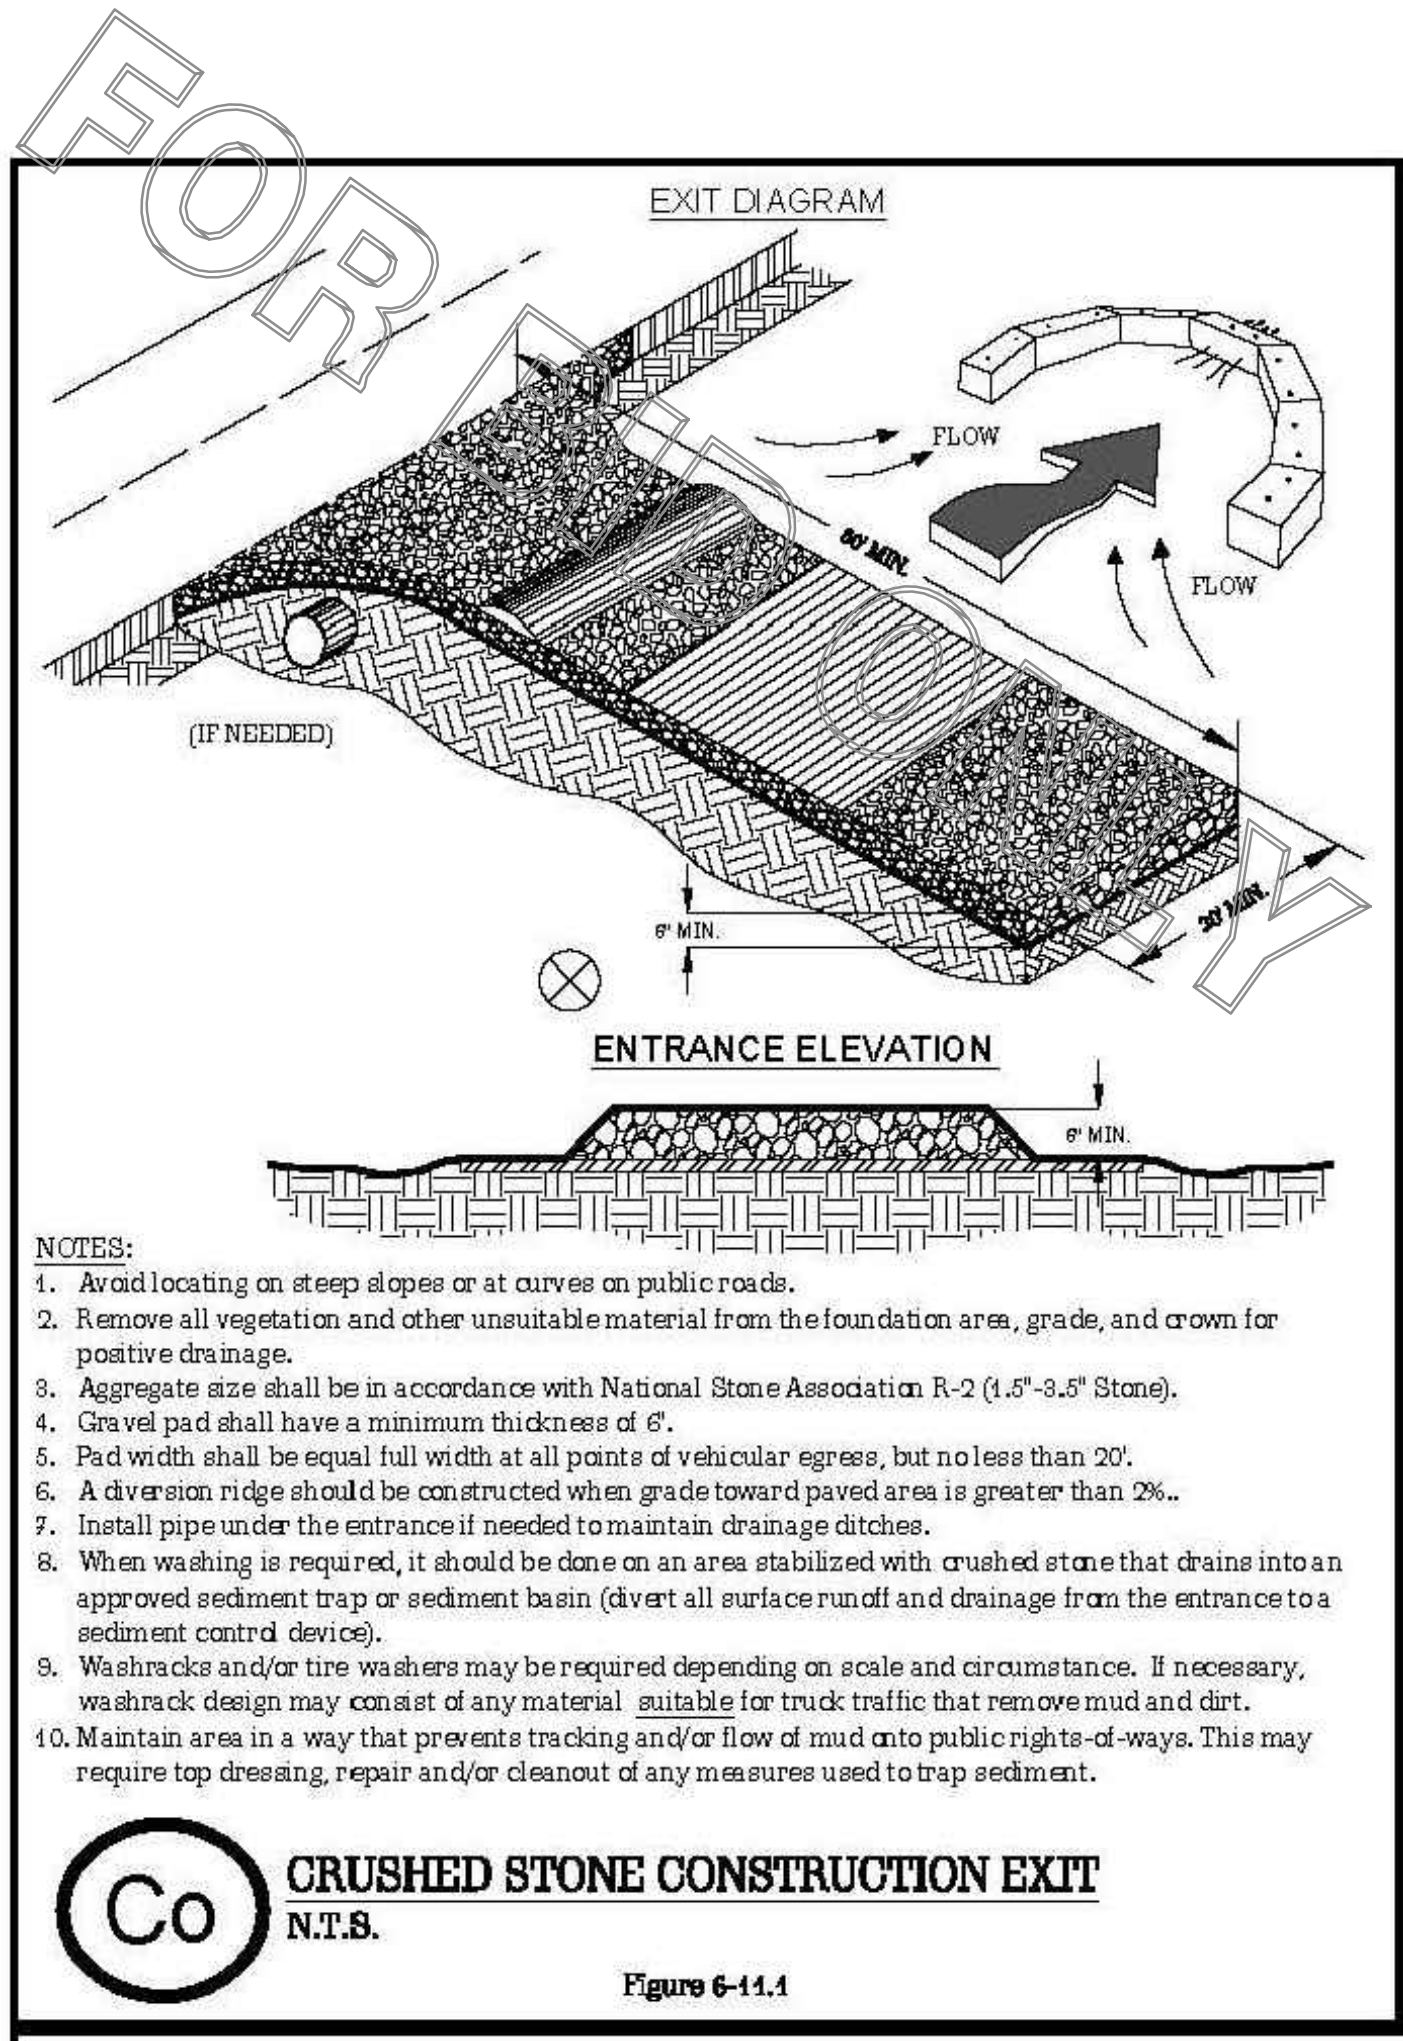 FOR BID ONLY
EXIT DIAGRAM
FLOW
FLOW
MIN.
(IF NEEDED)
6" MIN.
MIN.
ENTRANCE ELEVATION
6" MIN.
NOTES:
1. Avoid locating on steep slopes or at curves on public roads.
2. Remove all vegetation and other unsuitable material from the foundation area, grade, and crown for
positive drainage.
3. Aggregate size shall be in accordance with National Stone Association R-2 (1.5"-3.5" Stone).
4. Gravel pad shall have a minimum thickness of 6".
5. Pad width shall be equal full width at all points of vehicular egress, but no less than 20'.
6. A diversion ridge should be constructed when grade toward paved area is greater than 2%..
7. Install pipe under the entrance if needed to maintain drainage ditches.
8. When washing is required, it should be done on an area stabilized with crushed stone that drains into an
approved sediment trap or sediment basin (divert all surface runoff and drainage from the entrance to a
sediment control device).
9. Washracks and/or tire washers may be required depending on scale and circumstance. If necessary,
washrack design may consist of any material suitable for truck traffic that remove mud and dirt.
10. Maintain area in a way that prevents tracking and/or flow of mud onto public rights-of-ways. This may
require top dressing, repair and/or cleanout of any measures used to trap sediment.
Co
CRUSHED STONE CONSTRUCTION EXIT
N.T.S.
Figure 6-11.1